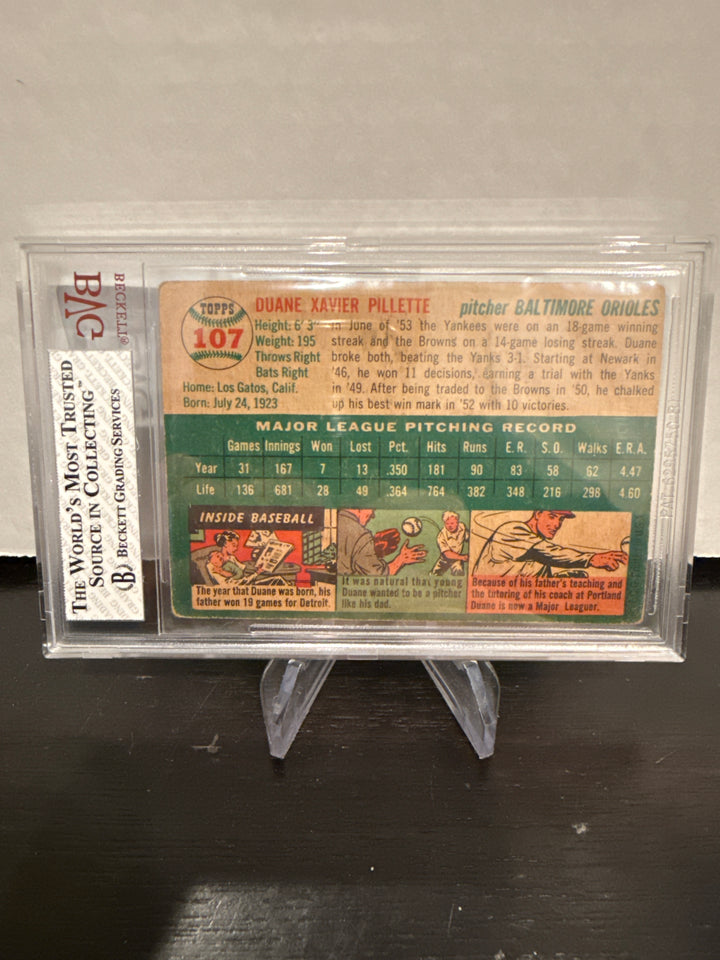 BECKETT®
BAG
THE WORLD'S MOST TRUSTED
SOURCE IN COLLECTING™
BECKETT GRADING SERVICES
TOPPS
107
DUANE XAVIER PILLETTE
pitcher BALTIMORE ORIOLES
Height: 6' 3"
Weight: 195
Throws Right
Bats Right
Home: Los Gatos, Calif.
Born: July 24, 1923
In June of '53 the Yankees were on an 18-game winning
streak and the Browns on a 14-game losing streak. Duane
broke both, beating the Yanks 3-1. Starting at Newark in
'46, he won 11 decisions, earning a trial with the Yanks
in '49. After being traded to the Browns in '50, he chalked
up his best win mark in '52 with 10 victories.
MAJOR LEAGUE PITCHING RECORD
Games Innings Won Lost Pct. Hits Runs E.R. S.O. Walks E.R.A.
Year 31 167 7 13 .350 181 90 83 58 62 4.47
Life 136 681 28 49 .364 764 382 348 216 298 4.60
INSIDE BASEBALL
The year that Duane was born, his
father won 19 games for Detroit.
It was natural that young
Duane wanted to be a pitcher
like his dad.
Because of his father's teaching and
the tutoring of his coach at Portland
Duane is now a Major Leaguer.